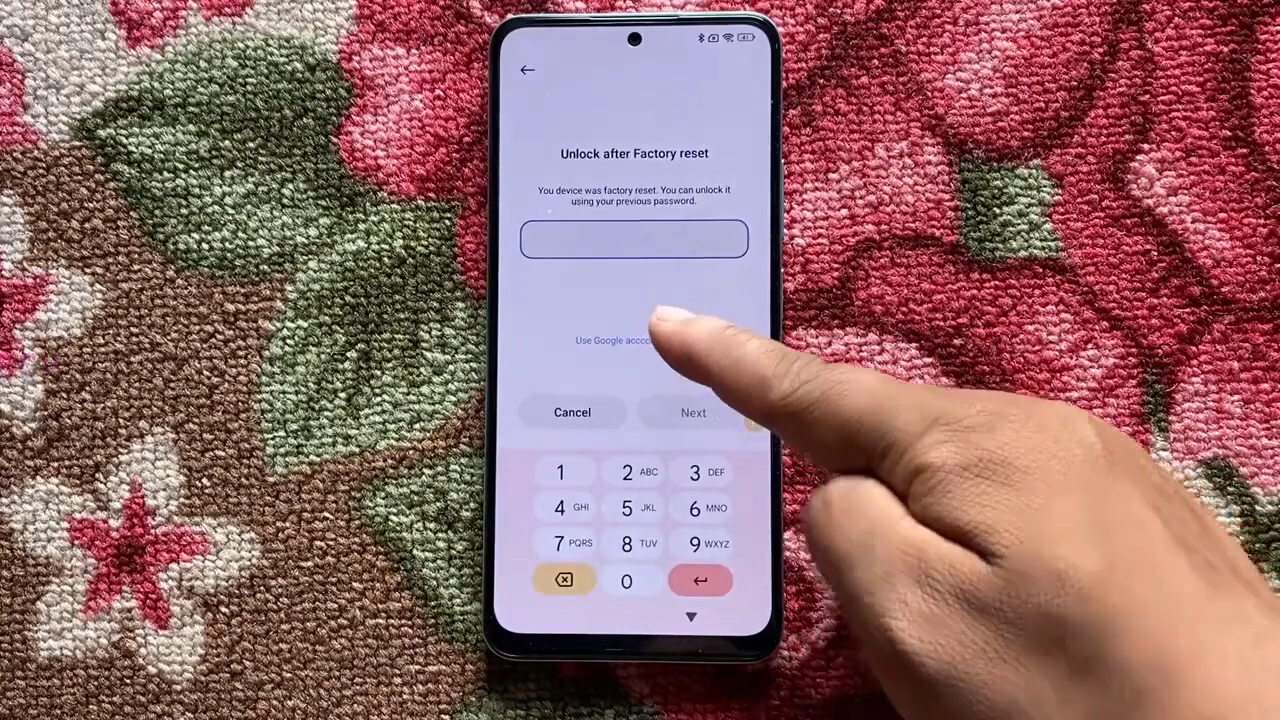 41
Unlock after Factory reset
You device was factory reset. You can unlock it
using your previous password.
Use Google
Cancel
Next
1
2 ABC
3 DEF
4 GHI
5 JKL
6 MNO
7 PQRS
8 TUV
9 WXYZ
0